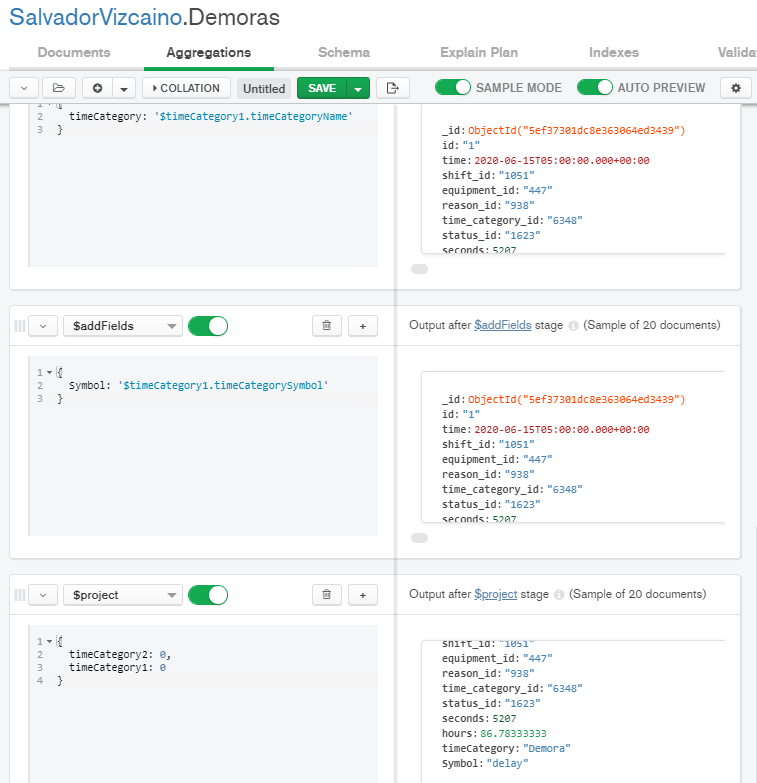 SalvadorVizcaino.Demoras
Documents Aggregations Schema Explain Plan Indexes Valida
COLLATION Untitled SAVE SAMPLE MODE AUTO PREVIEW
1 {
2 timeCategory: '$timeCategory1.timeCategoryName'
3 }
_id: ObjectId("5ef37301dc8e363064ed3439")
id: "1"
time: 2020-06-15T05:00:00.000+00:00
shift_id: "1051"
equipment_id: "447"
reason_id: "938"
time_category_id: "6348"
status_id: "1623"
seconds: 5207
$addFields
Output after $addFields stage (Sample of 20 documents)
1 {
2 Symbol: '$timeCategory1.timeCategorySymbol'
3 }
_id: ObjectId("5ef37301dc8e363064ed3439")
id: "1"
time: 2020-06-15T05:00:00.000+00:00
shift_id: "1051"
equipment_id: "447"
reason_id: "938"
time_category_id: "6348"
status_id: "1623"
seconds: 5207
$project
Output after $project stage (Sample of 20 documents)
1 {
2 timeCategory2: 0,
3 timeCategory1: 0
4 }
shift_id: "1051"
equipment_id: "447"
reason_id: "938"
time_category_id: "6348"
status_id: "1623"
seconds: 5207
hours: 86.78333333
timeCategory: "Demora"
Symbol: "delay"